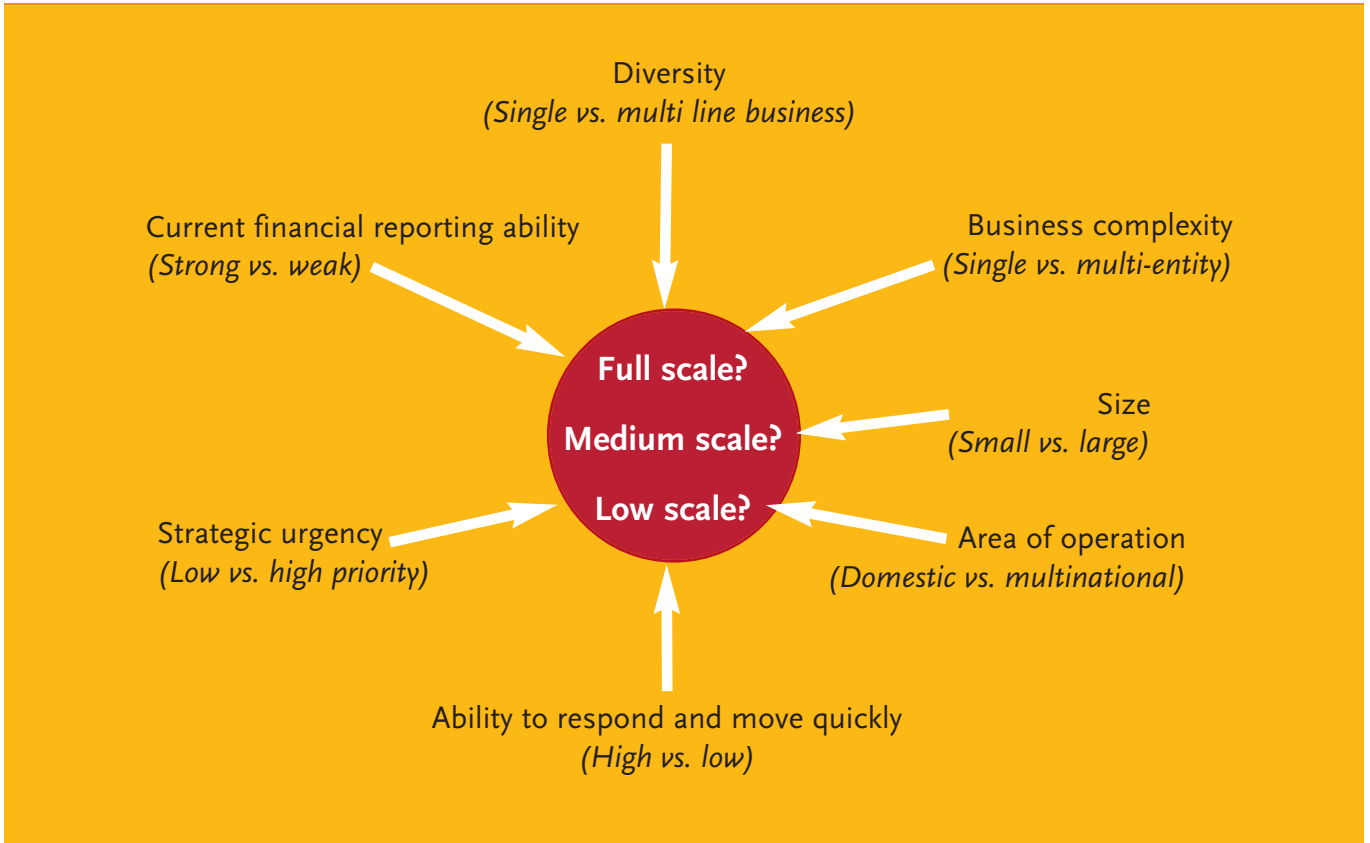 Diversity
(Single vs. multi line business)
Current financial reporting ability
(Strong vs. weak)
Business complexity
(Single vs. multi-entity)
Full scale?
Medium scale?
Low scale?
Size
(Small vs. large)
Strategic urgency
(Low vs. high priority)
Area of operation
(Domestic vs. multinational)
Ability to respond and move quickly
(High vs. low)